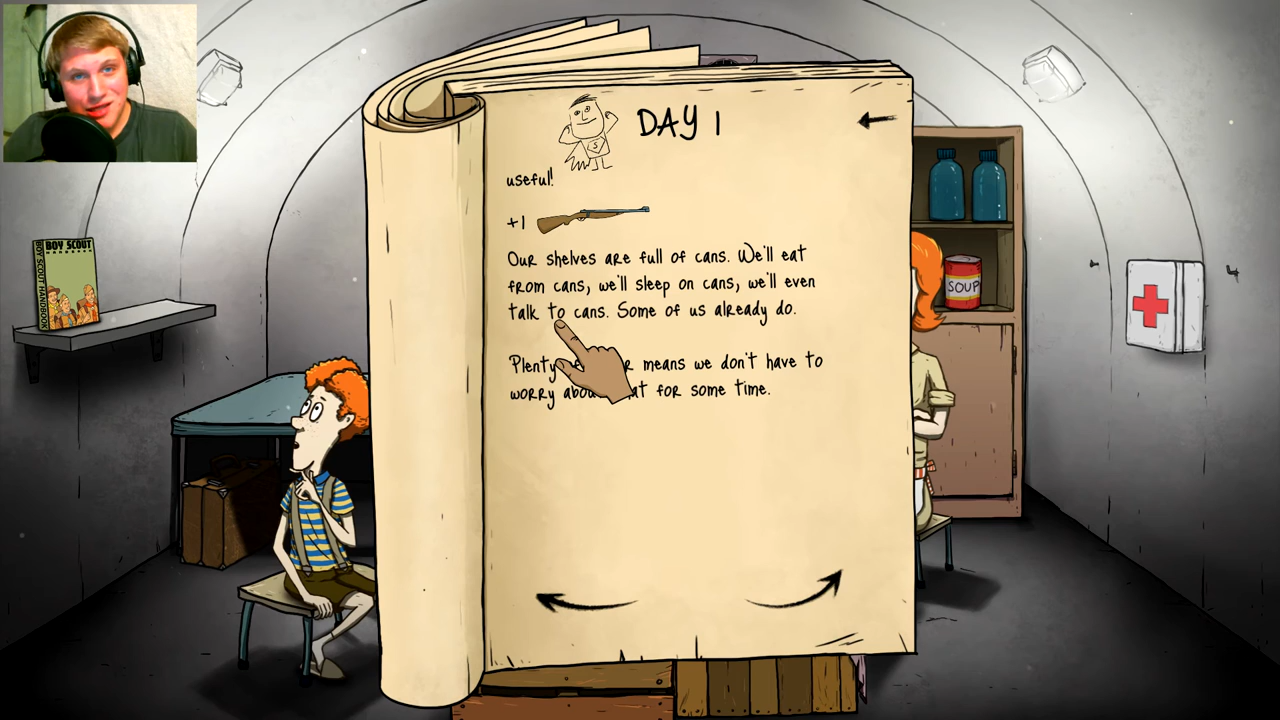 DAY 1
useful!
+1
Our shelves are full of cans. We'll eat
from cans, we'll sleep on cans, we'll even
talk to cans. Some of us already do.
Plenty means we don't have to
worry for some time.
BOY SCOUT
BOY SCOUT HANDBOOK
SOUP
$